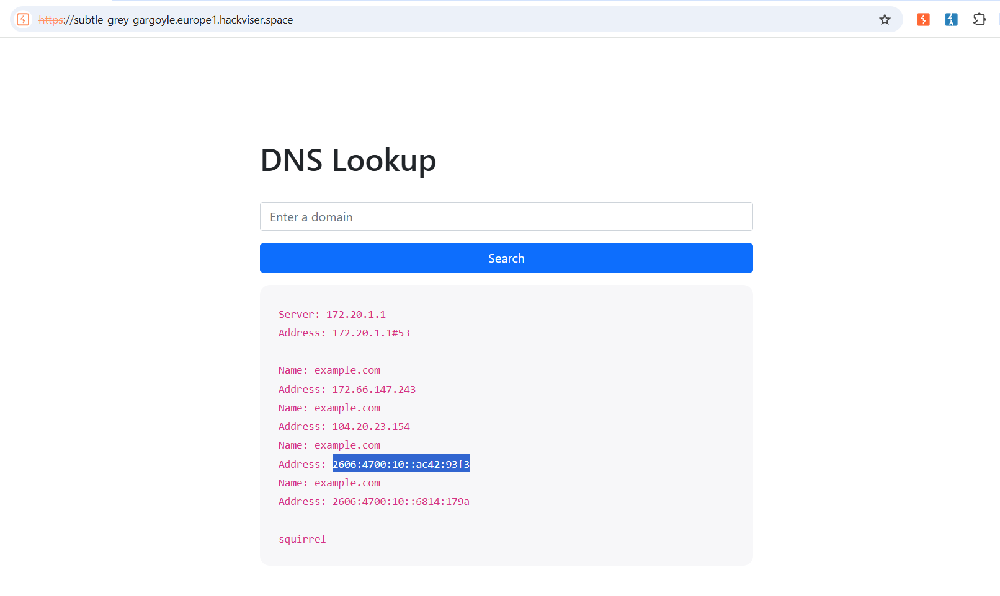 https://subtle-grey-gargoyle.europe1.hackviser.space
DNS Lookup
Enter a domain
Search
Server: 172.20.1.1
Address: 172.20.1.1#53
Name: example.com
Address: 172.66.147.243
Name: example.com
Address: 104.20.23.154
Name: example.com
Address: 2606:4700:10::ac42:93f3
Name: example.com
Address: 2606:4700:10::6814:179a
squirrel